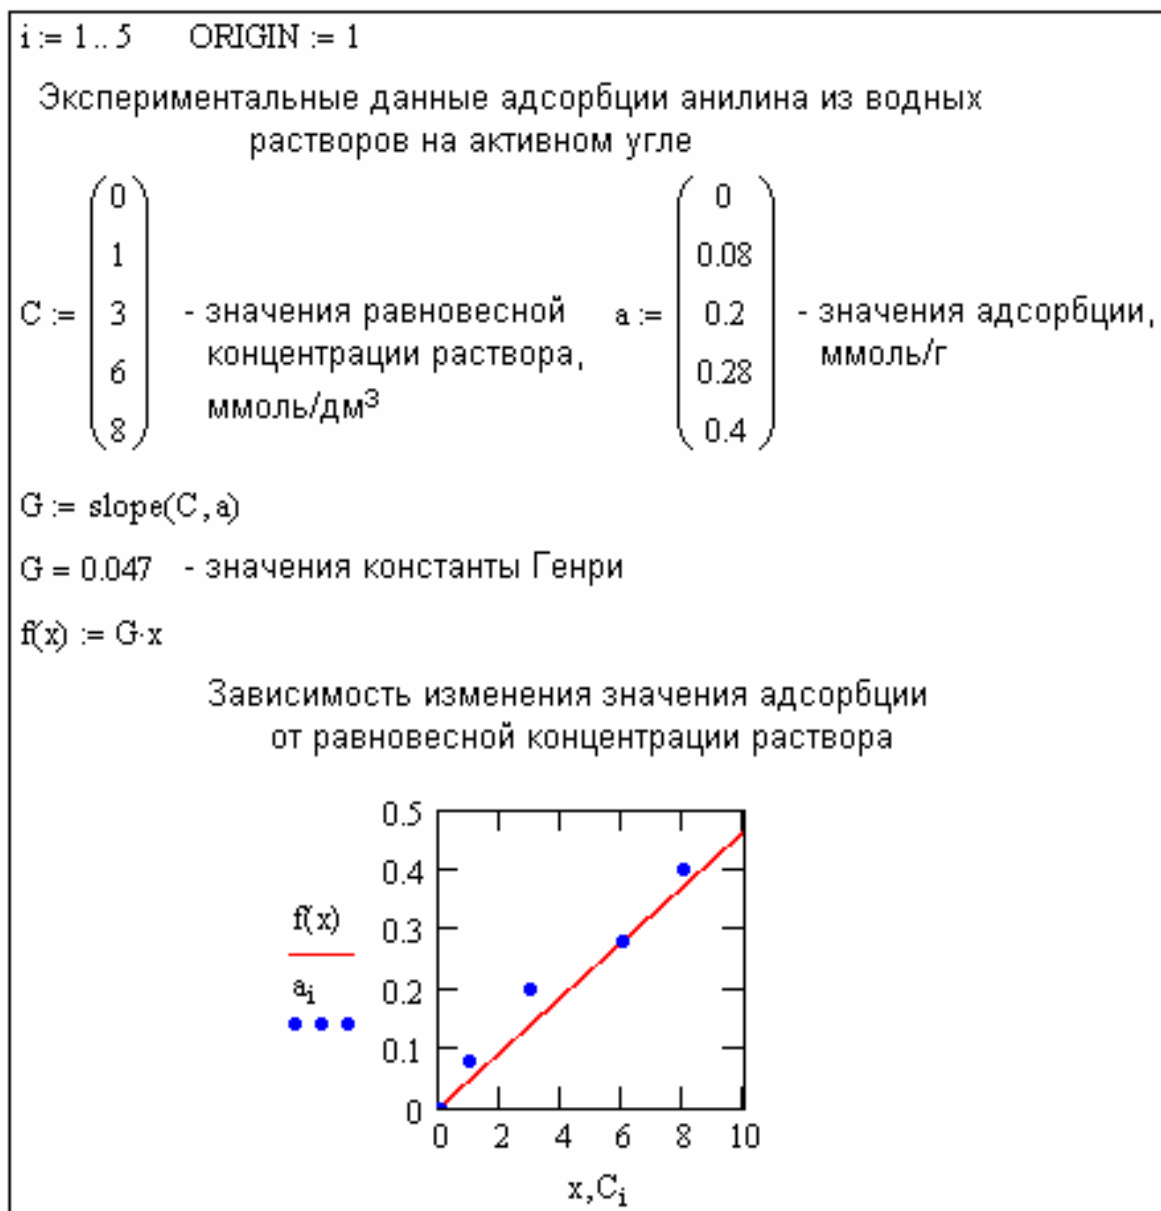 i := 1 .. 5 ORIGIN := 1
Экспериментальные данные адсорбции анилина из водных
растворов на активном угле
C :=
0
1
3
6
8
- значения равновесной
концентрации раствора,
ммоль/дм³
a :=
0
0.08
0.2
0.28
0.4
- значения адсорбции,
ммоль/г
G := slope(C, a)
G = 0.047 - значения константы Генри
f(x) := G·x
Зависимость изменения значения адсорбции
от равновесной концентрации раствора
f(x)
aᵢ
0.5
0.4
0.3
0.2
0.1
0
0 2 4 6 8 10
x, Cᵢ